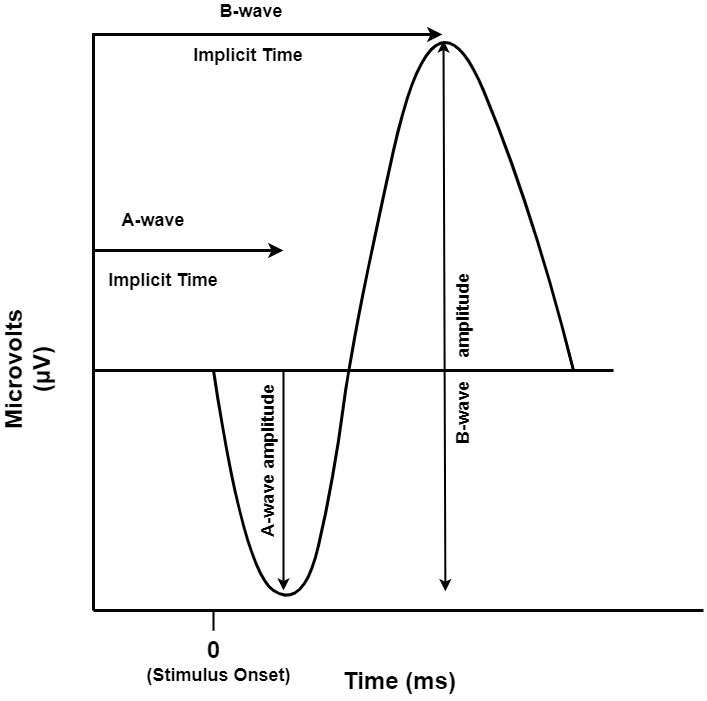 B-wave
Implicit Time
A-wave
Implicit Time
Microvolts
(µV)
A-wave amplitude
B-wave amplitude
0
(Stimulus Onset)
Time (ms)